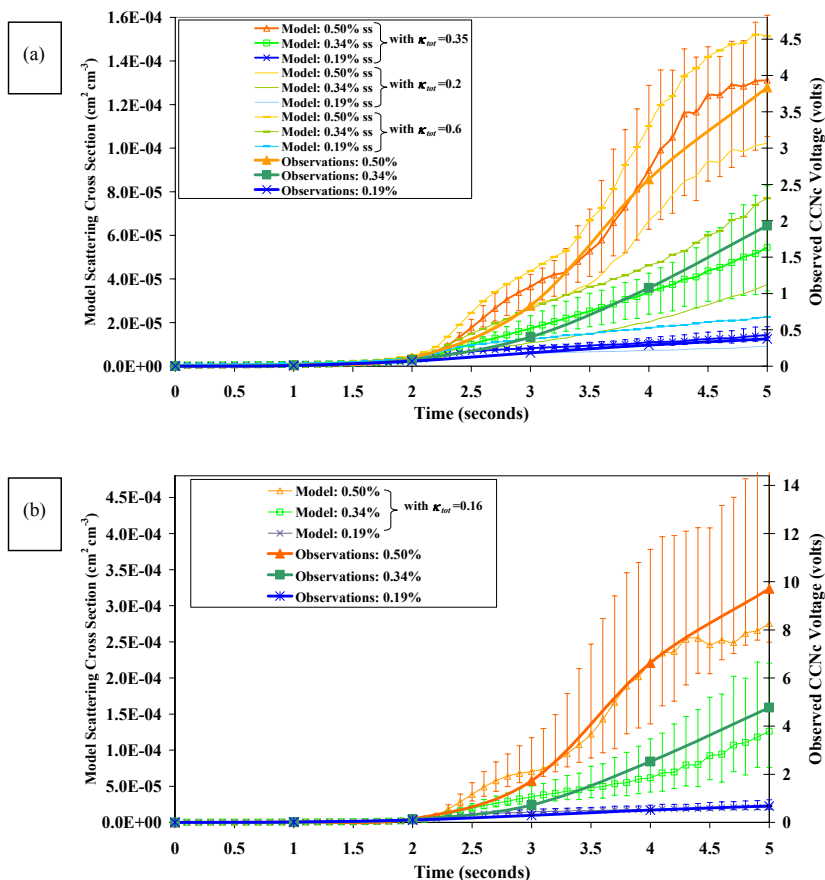 (a)
Model Scattering Cross Section (cm² cm⁻³)
1.6E-04
1.4E-04
1.2E-04
1.0E-04
8.0E-05
6.0E-05
4.0E-05
2.0E-05
0.0E+00
Model: 0.50% ss
Model: 0.34% ss with κtot=0.35
Model: 0.19% ss
Model: 0.50% ss
Model: 0.34% ss with κtot=0.2
Model: 0.19% ss
Model: 0.50% ss
Model: 0.34% ss with κtot=0.6
Model: 0.19% ss
Observations: 0.50%
Observations: 0.34%
Observations: 0.19%
4.5
4
3.5
3
2.5
2
1.5
1
0.5
0
Observed CCNc Voltage (volts)
0 0.5 1 1.5 2 2.5 3 3.5 4 4.5 5
Time (seconds)
(b)
Model Scattering Cross Section (cm² cm⁻³)
4.5E-04
4.0E-04
3.5E-04
3.0E-04
2.5E-04
2.0E-04
1.5E-04
1.0E-04
5.0E-05
0.0E+00
Model: 0.50%
Model: 0.34% with κtot=0.16
Model: 0.19%
Observations: 0.50%
Observations: 0.34%
Observations: 0.19%
14
12
10
8
6
4
2
0
Observed CCNc Voltage (volts)
0 0.5 1 1.5 2 2.5 3 3.5 4 4.5 5
Time (seconds)